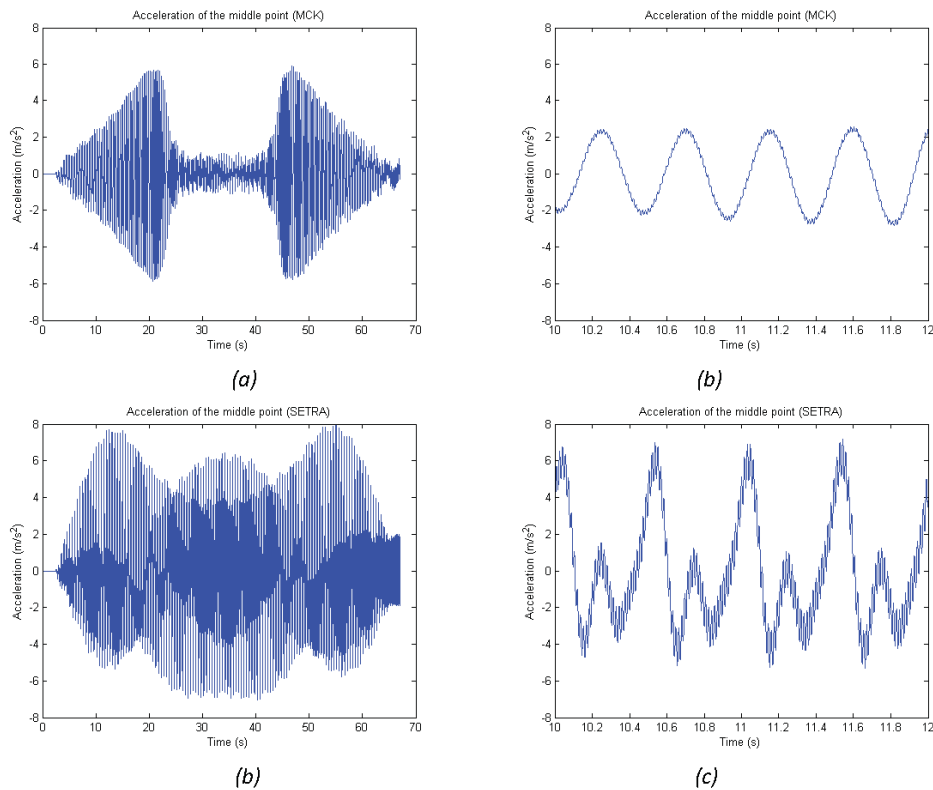 Acceleration of the middle point (MCK)
8
6
4
2
0
-2
-4
-6
-8
Acceleration (m/s²)
0 10 20 30 40 50 60 70
Time (s)
(a)
Acceleration of the middle point (MCK)
8
6
4
2
0
-2
-4
-6
-8
Acceleration (m/s²)
10 10.2 10.4 10.6 10.8 11 11.2 11.4 11.6 11.8 12
Time (s)
(b)
Acceleration of the middle point (SETRA)
8
6
4
2
0
-2
-4
-6
-8
Acceleration (m/s²)
0 10 20 30 40 50 60 70
Time (s)
(b)
Acceleration of the middle point (SETRA)
8
6
4
2
0
-2
-4
-6
-8
Acceleration (m/s²)
10 10.2 10.4 10.6 10.8 11 11.2 11.4 11.6 11.8 12
Time (s)
(c)